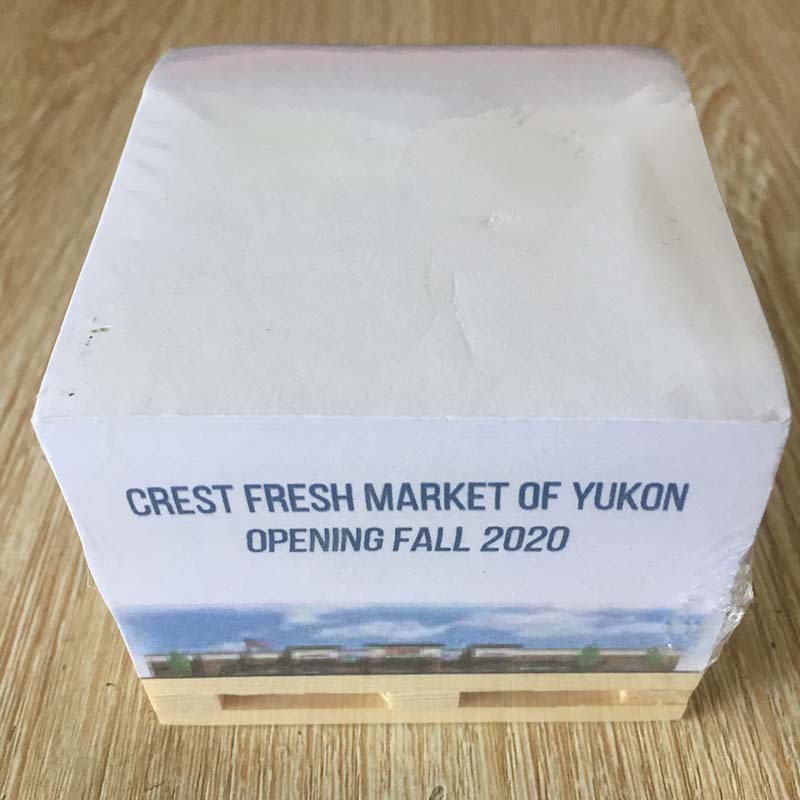 CREST FRESH MARKET OF YUKON
OPENING FALL 2020